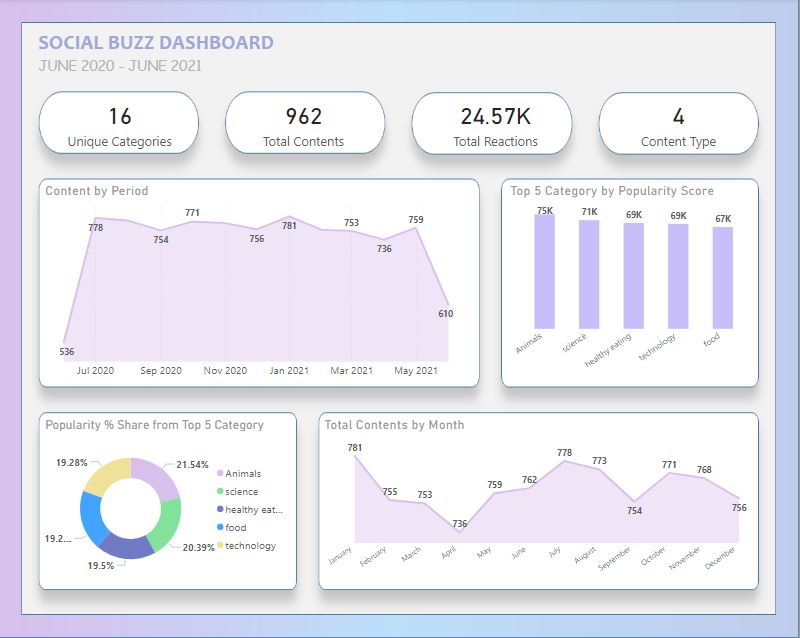 SOCIAL BUZZ DASHBOARD
JUNE 2020 - JUNE 2021
16
Unique Categories
962
Total Contents
24.57K
Total Reactions
4
Content Type
Content by Period
778
771
754
756
781
753
736
759
610
536
Jul 2020 Sep 2020 Nov 2020 Jan 2021 Mar 2021 May 2021
Top 5 Category by Popularity Score
75K 71K 69K 69K 67K
Animals science healthy eating technology food
Popularity % Share from Top 5 Category
19.28%
21.54%
19.2...
20.39%
19.5%
Animals
science
healthy eat...
food
technology
Total Contents by Month
781 755 753 736 759 762 778 773 754 771 768 756
January February March April May June July August September October November December